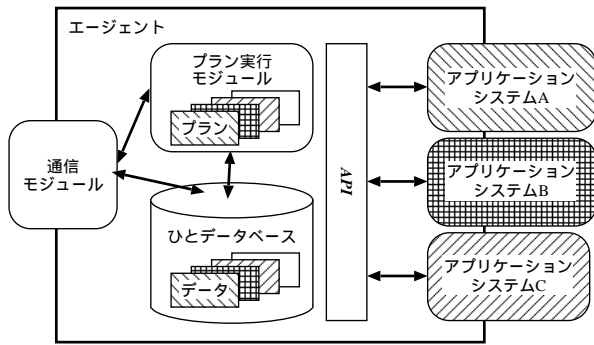 エージェント
プラン実行
モジュール
プラン
通信
モジュール
ひとデータベース
データ
API
アプリケーション
システムA
アプリケーション
システムB
アプリケーション
システムC